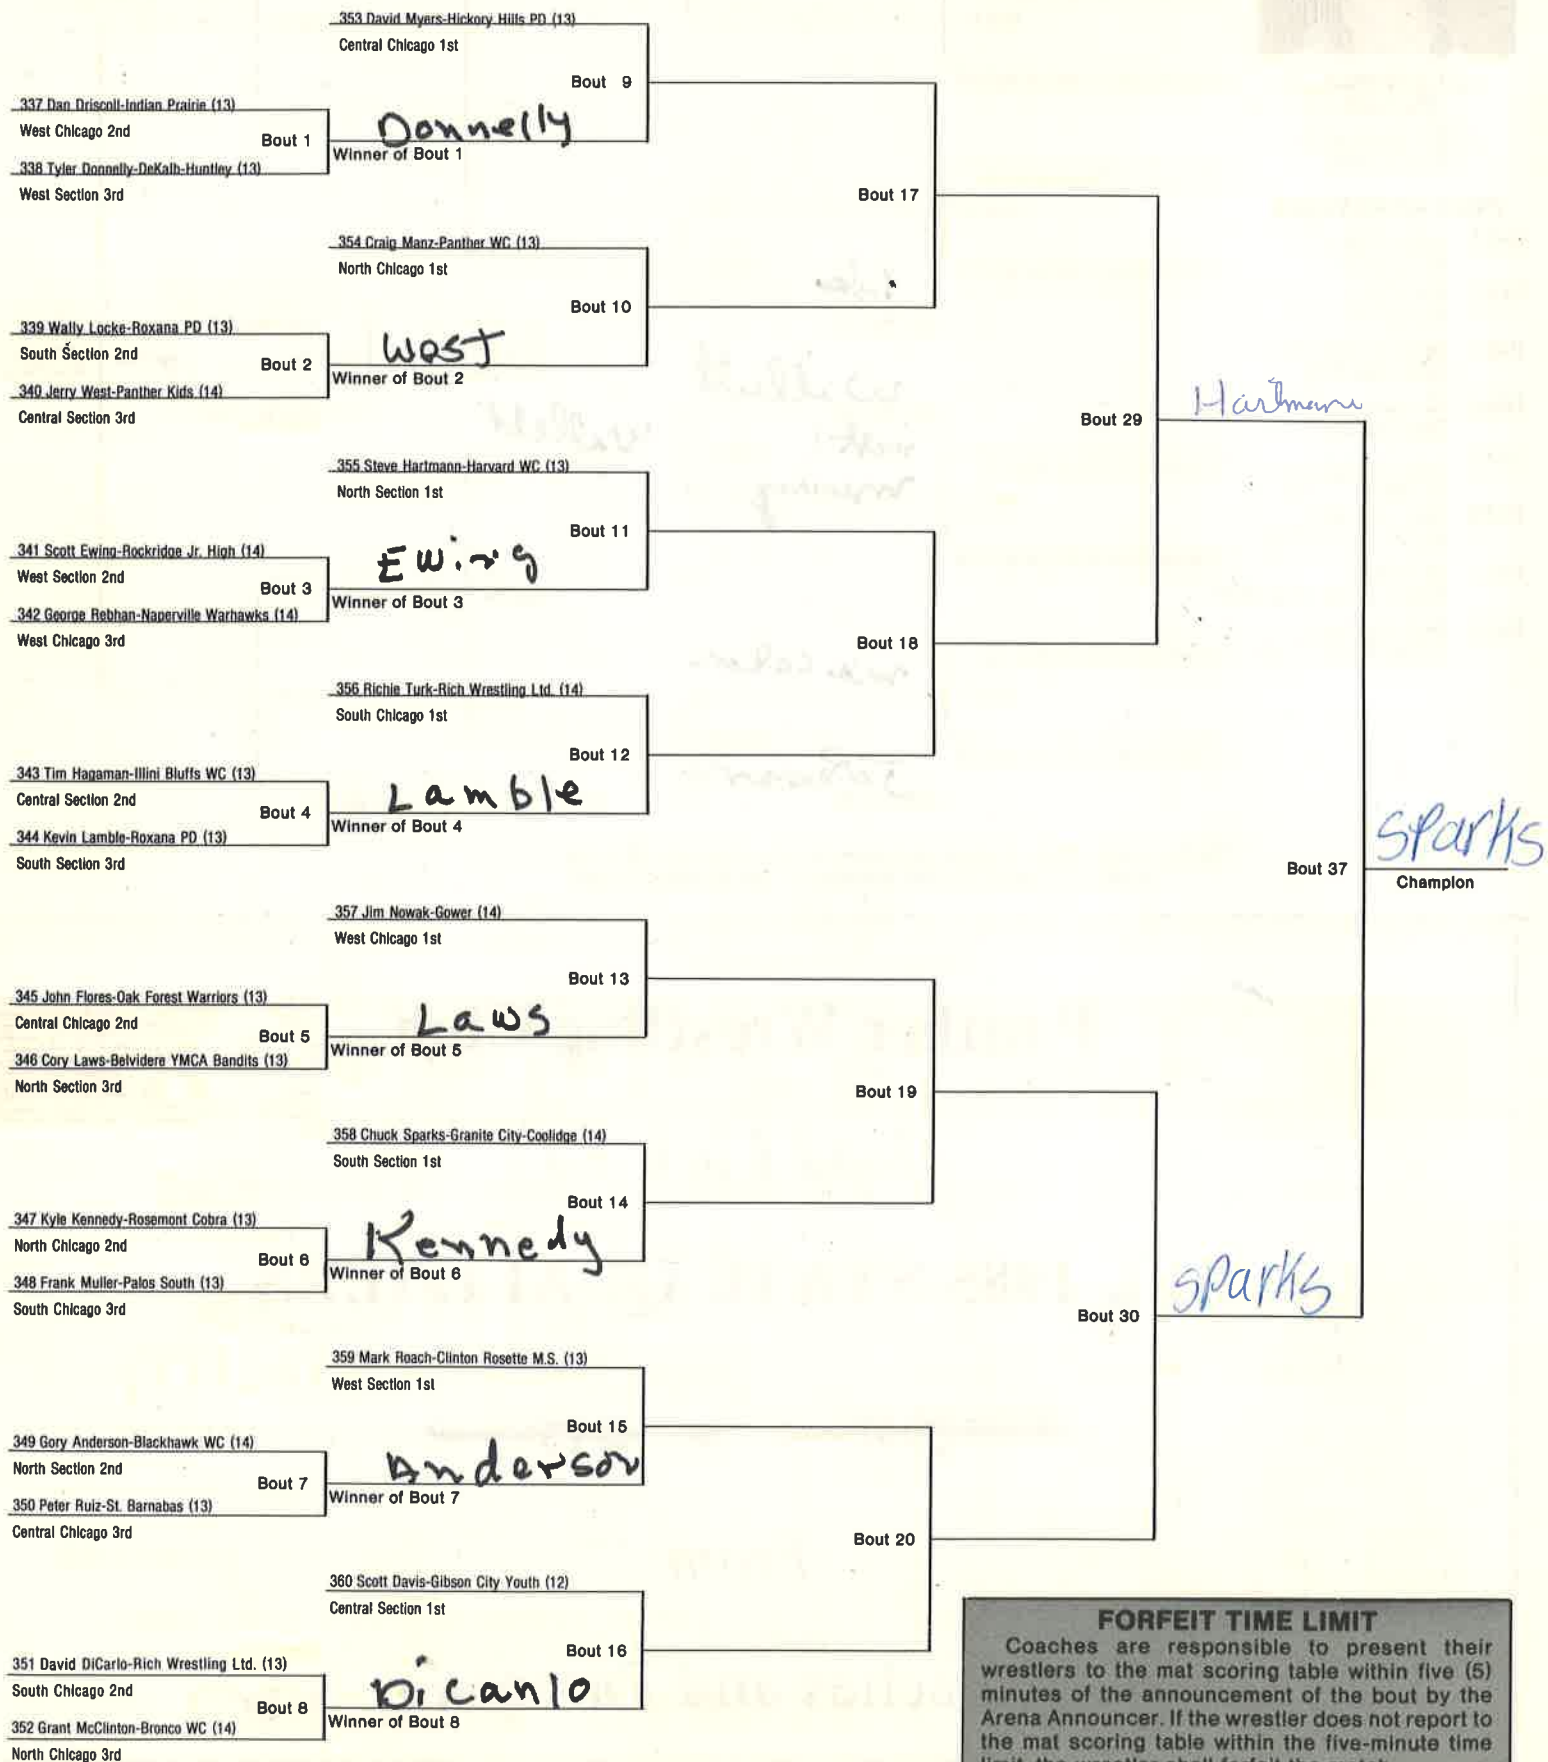 353 David Myers-Hickory Hills PD (13)
Central Chicago 1st
Bout 9
337 Dan Driscoll-Indian Prairie (13)
West Chicago 2nd
Bout 1
Donnelly
Winner of Bout 1
338 Tyler Donnelly-DeKalb-Huntley (13)
West Section 3rd
Bout 17
354 Craig Manz-Panther WC (13)
North Chicago 1st
Bout 10
339 Wally Locke-Roxana PD (13)
South Section 2nd
Bout 2
West
Winner of Bout 2
340 Jerry West-Panther Kids (14)
Central Section 3rd
Bout 29
Hartmann
355 Steve Hartmann-Harvard WC (13)
North Section 1st
Bout 11
341 Scott Ewing-Rockridge Jr. High (14)
West Section 2nd
Bout 3
Ewing
Winner of Bout 3
342 George Rebhan-Naperville Warhawks (14)
West Chicago 3rd
Bout 18
356 Richie Turk-Rich Wrestling Ltd. (14)
South Chicago 1st
Bout 12
343 Tim Hagaman-Illini Bluffs WC (13)
Central Section 2nd
Bout 4
Lamble
Winner of Bout 4
344 Kevin Lamble-Roxana PD (13)
South Section 3rd
Bout 37
Sparks
Champion
357 Jim Nowak-Gower (14)
West Chicago 1st
Bout 13
345 John Flores-Oak Forest Warriors (13)
Central Chicago 2nd
Bout 5
Laws
Winner of Bout 5
346 Cory Laws-Belvidere YMCA Bandits (13)
North Section 3rd
Bout 19
358 Chuck Sparks-Granite City-Coolidge (14)
South Section 1st
Bout 14
347 Kyle Kennedy-Rosemont Cobra (13)
North Chicago 2nd
Bout 6
Kennedy
Winner of Bout 6
348 Frank Muller-Palos South (13)
South Chicago 3rd
Bout 30
Sparks
359 Mark Roach-Clinton Rosette M.S. (13)
West Section 1st
Bout 15
349 Gory Anderson-Blackhawk WC (14)
North Section 2nd
Bout 7
Anderson
Winner of Bout 7
350 Peter Ruiz-St. Barnabas (13)
Central Chicago 3rd
Bout 20
360 Scott Davis-Gibson City Youth (12)
Central Section 1st
Bout 16
351 David DiCarlo-Rich Wrestling Ltd. (13)
South Chicago 2nd
Bout 8
Dicanlo
Winner of Bout 8
352 Grant McClinton-Bronco WC (14)
North Chicago 3rd
FORFEIT TIME LIMIT
Coaches are responsible to present their
wrestlers to the mat scoring table within five (5)
minutes of the announcement of the bout by the
Arena Announcer. If the wrestler does not report to
the mat scoring table within the five-minute time